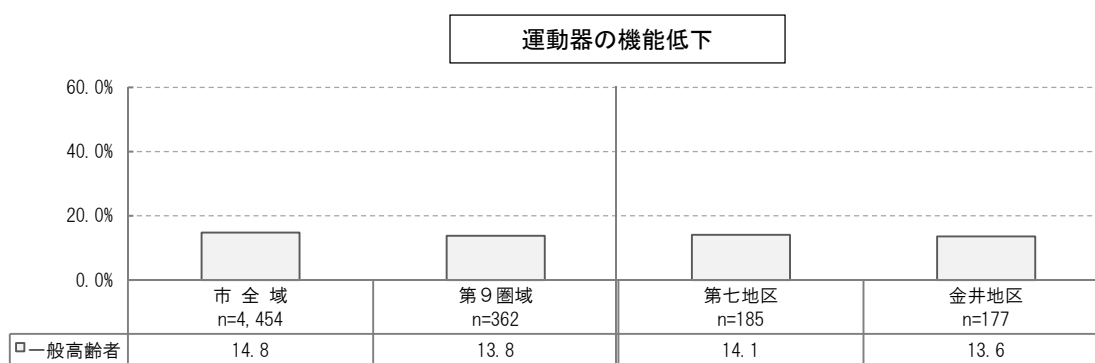 運動器の機能低下
60.0%
40.0%
20.0%
0.0%
市 全 域 第9圏域 第七地区 金井地区
n=4,454 n=362 n=185 n=177
一般高齢者 14.8 13.8 14.1 13.6